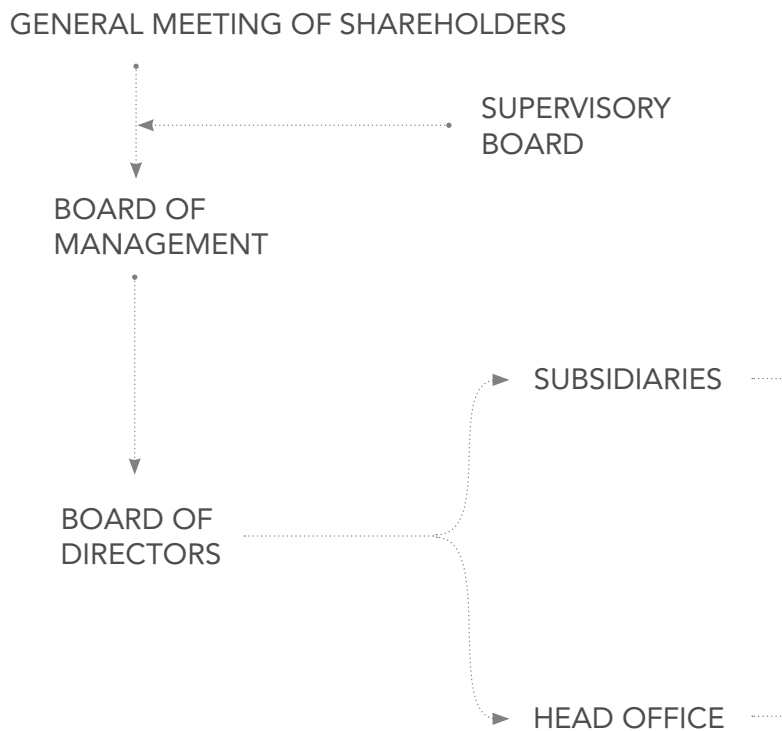 GENERAL MEETING OF SHAREHOLDERS
SUPERVISORY
BOARD
BOARD OF
MANAGEMENT
SUBSIDIARIES
BOARD OF
DIRECTORS
HEAD OFFICE